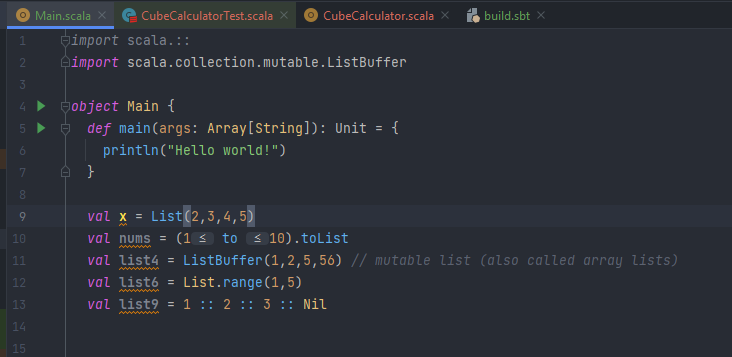 Main.scala CubeCalculatorTest.scala CubeCalculator.scala build.sbt
1 import scala.::
2 import scala.collection.mutable.ListBuffer
3
4 object Main {
5 def main(args: Array[String]): Unit = {
6 println("Hello world!")
7 }
8
9 val x = List(2,3,4,5)
10 val nums = (1 ≤ to ≤ 10).toList
11 val list4 = ListBuffer(1,2,5,56) // mutable list (also called array lists)
12 val list6 = List.range(1,5)
13 val list9 = 1 :: 2 :: 3 :: Nil
14
15